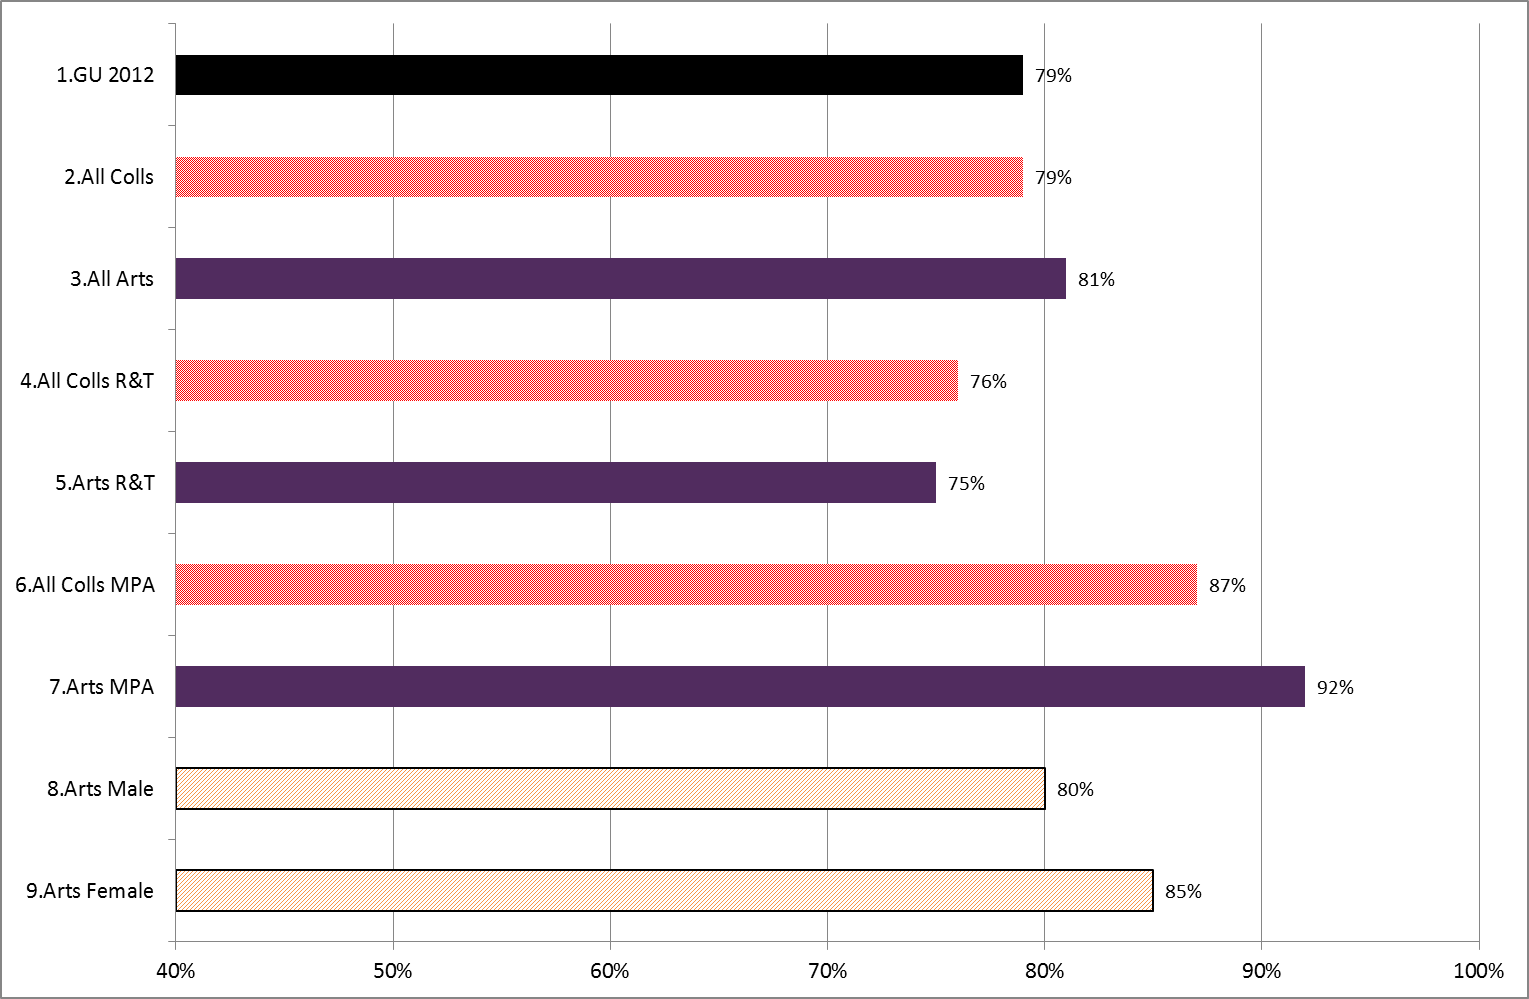 1.GU 2012
79%
2.All Colls
79%
3.All Arts
81%
4.All Colls R&T
76%
5.Arts R&T
75%
6.All Colls MPA
87%
7.Arts MPA
92%
8.Arts Male
80%
9.Arts Female
85%
40% 50% 60% 70% 80% 90% 100%